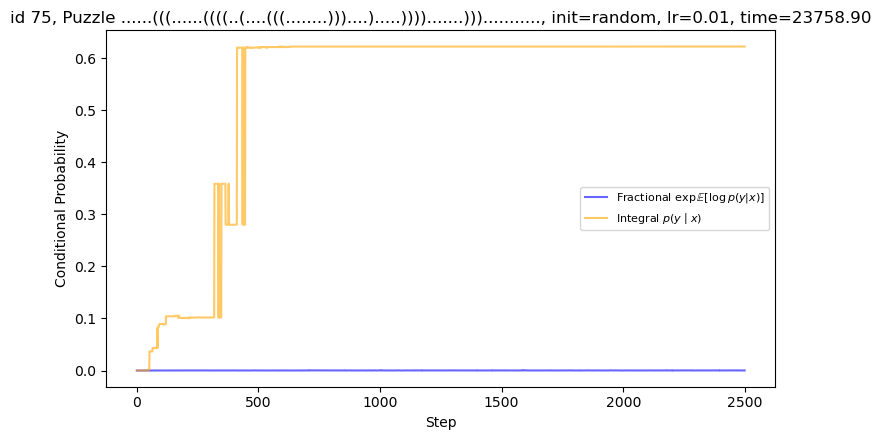 id 75, Puzzle ......(((......((((..(....(((........)))....).....)))).......)))..........., init=random, lr=0.01, time=23758.90
0.6
0.5
0.4
0.3
0.2
0.1
0.0
Conditional Probability
Fractional exp𝔼[log p(y|x)]
Integral p(y | x)
0
500
1000
1500
2000
2500
Step